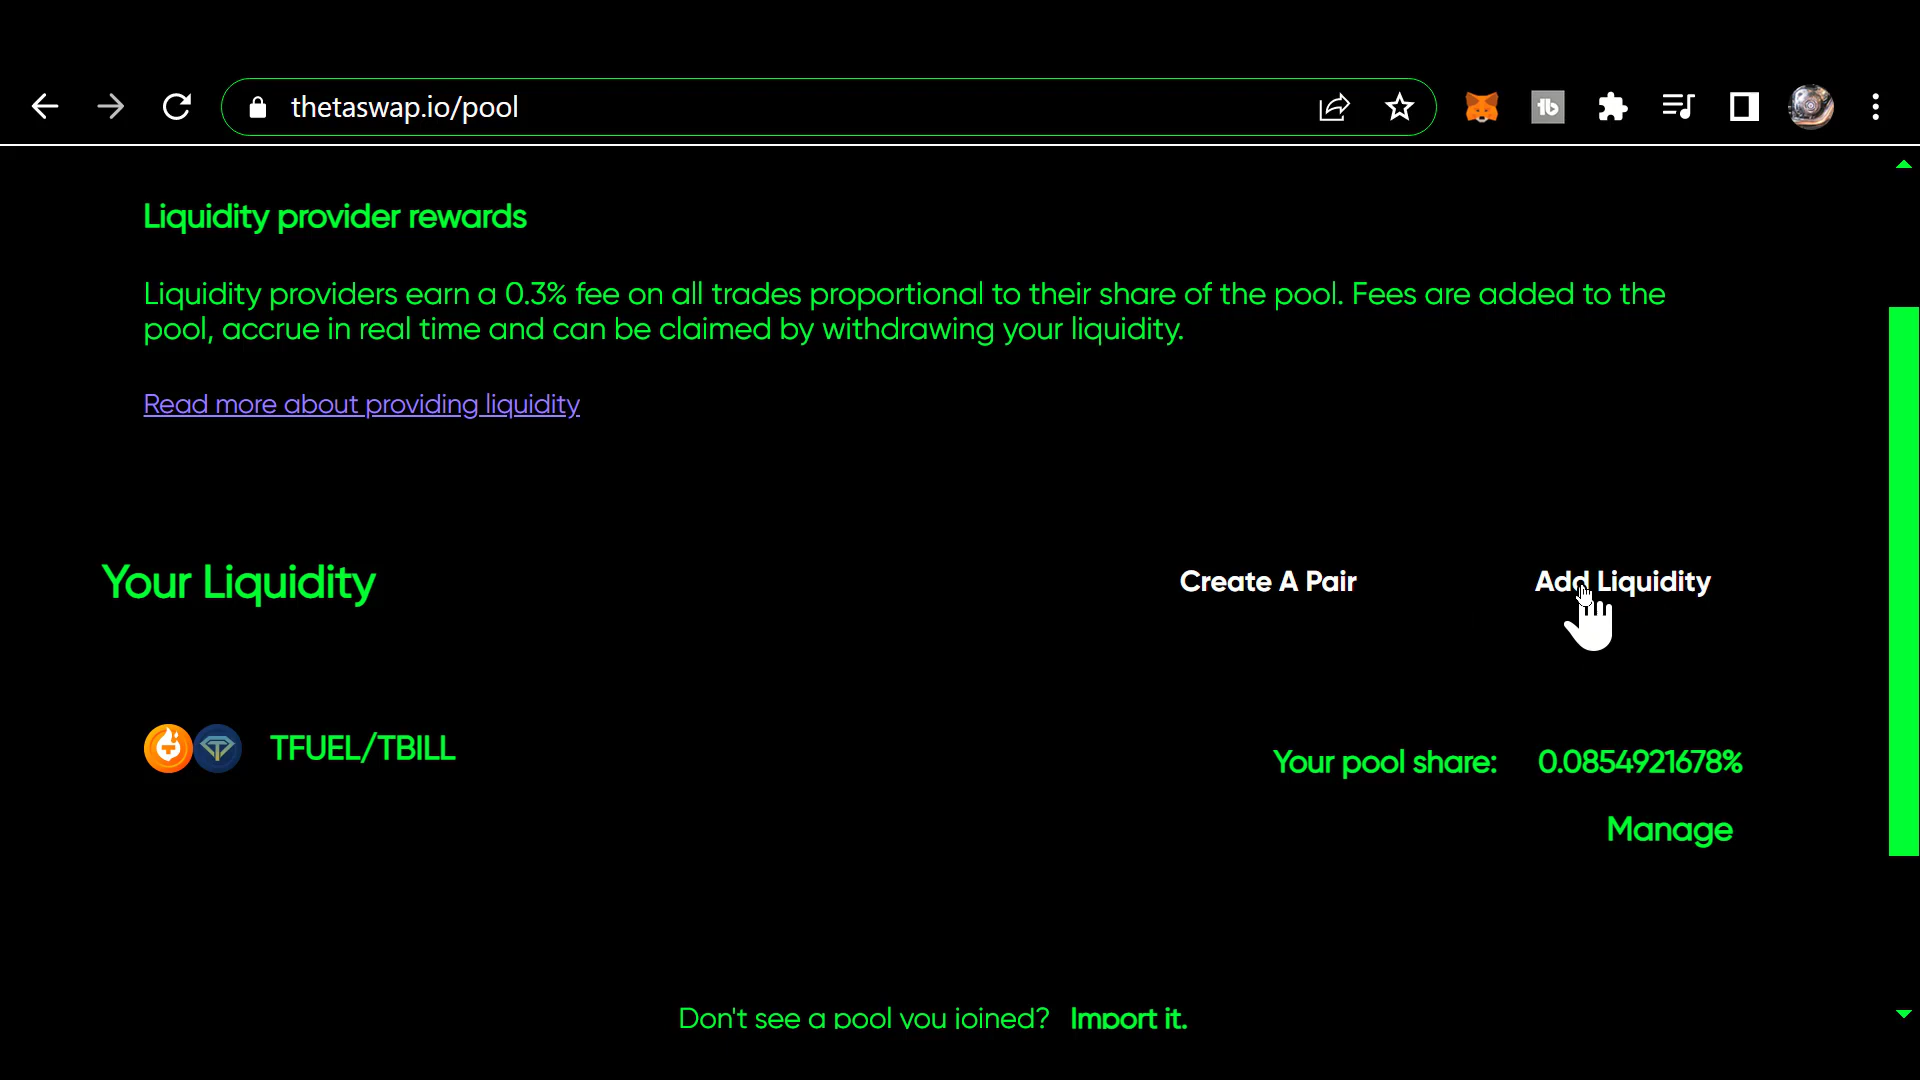 thetaswap.io/pool
tb
Liquidity provider rewards
Liquidity providers earn a 0.3% fee on all trades proportional to their share of the pool. Fees are added to the
pool, accrue in real time and can be claimed by withdrawing your liquidity.
Read more about providing liquidity
Your Liquidity
Create A Pair
Add Liquidity
TFUEL/TBILL
Your pool share: 0.0854921678%
Manage
Don't see a pool you joined? Import it.